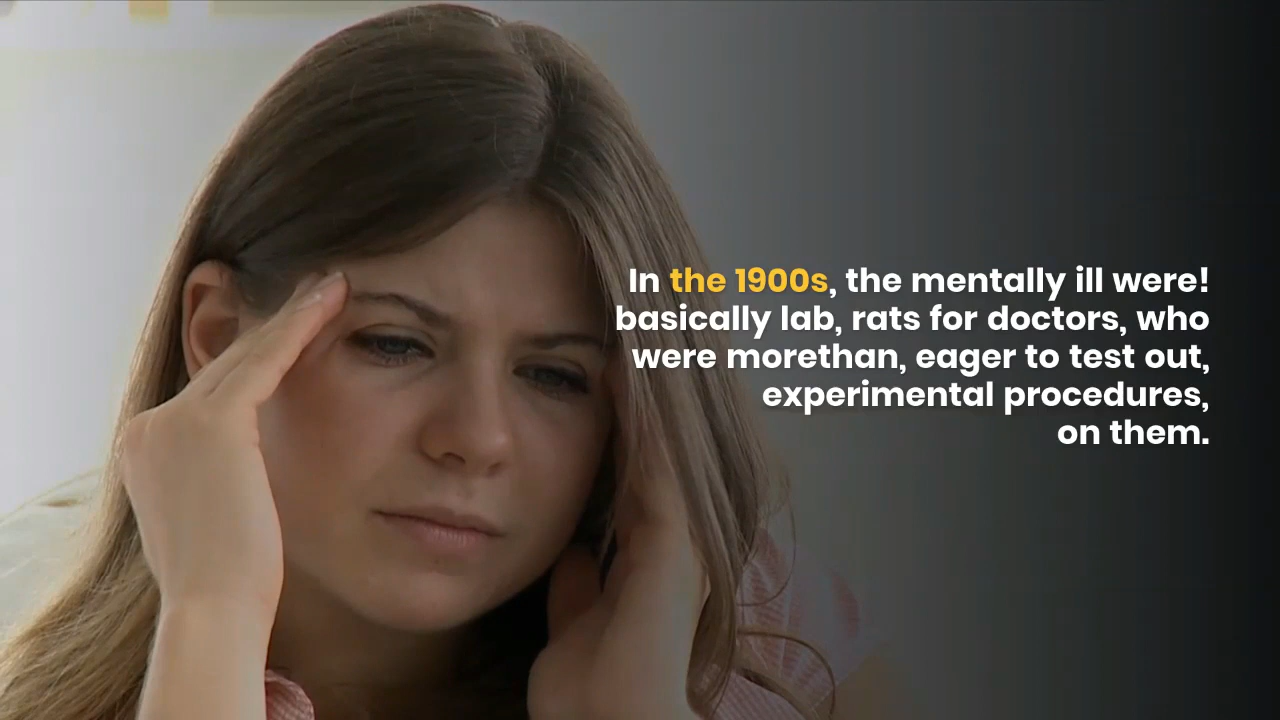 In the 1900s, the mentally ill were!
basically lab, rats for doctors, who
were morethan, eager to test out,
experimental procedures,
on them.